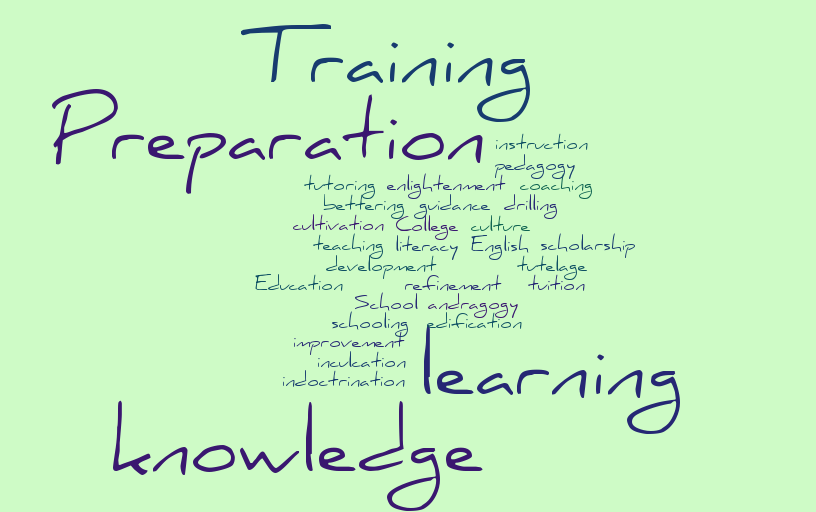 Training
Preparation
instruction
pedagogy
tutoring enlightenment coaching
bettering guidance drilling
cultivation College culture
teaching literacy English scholarship
development tutelage
Education refinement tuition
School andragogy
schooling edification
improvement
inculcation
indoctrination
learning
knowledge